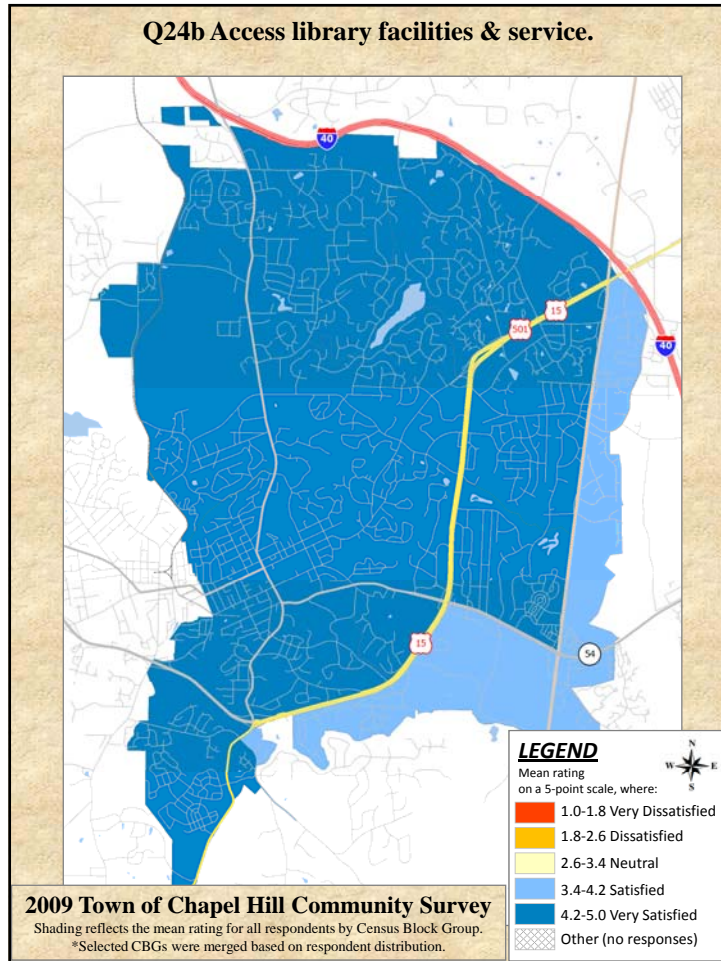 Q24b Access library facilities & service.
40
15
501
40
15
54
LEGEND
N
W E
S
Mean rating
on a 5-point scale, where:
1.0-1.8 Very Dissatisfied
1.8-2.6 Dissatisfied
2.6-3.4 Neutral
3.4-4.2 Satisfied
4.2-5.0 Very Satisfied
Other (no responses)
2009 Town of Chapel Hill Community Survey
Shading reflects the mean rating for all respondents by Census Block Group.
*Selected CBGs were merged based on respondent distribution.